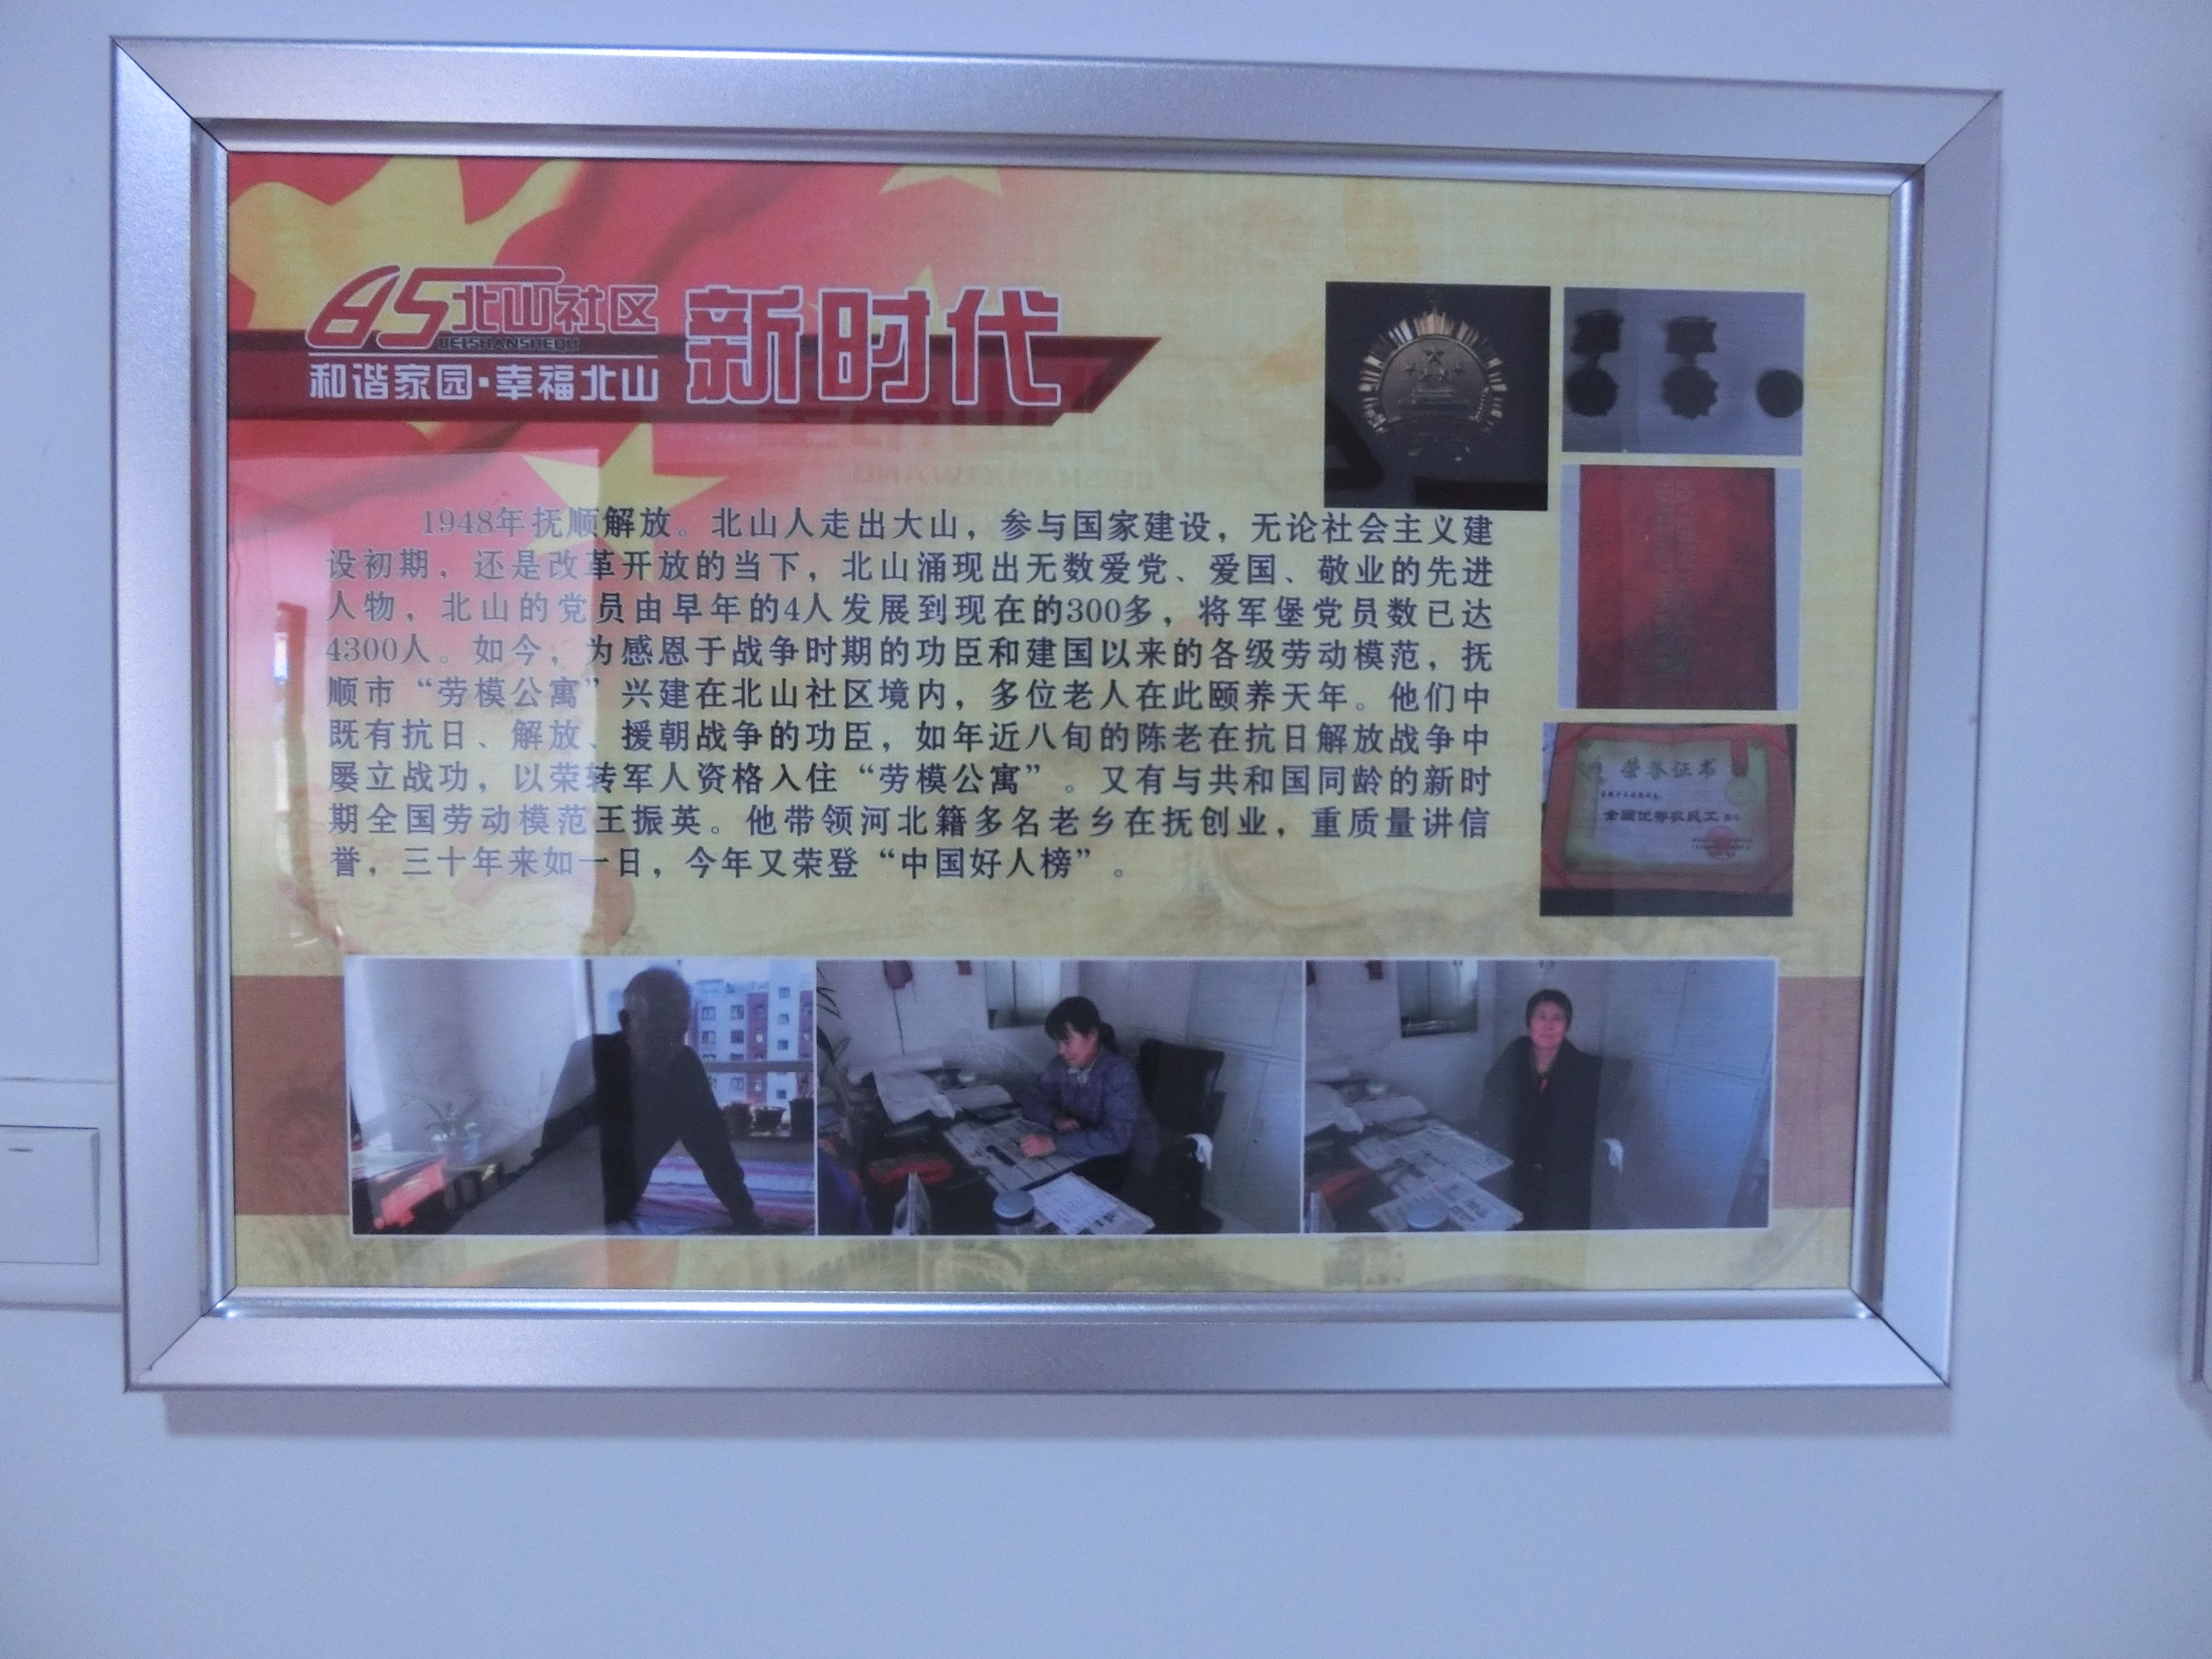 北山社区
BEISHANSHEQU
和谐家园·幸福北山
新时代
1948年抚顺解放。北山人走出大山，参与国家建设，无论社会主义建
设初期，还是改革开放的当下，北山涌现出无数爱党、爱国、敬业的先进
人物，北山的党员由早年的4人发展到现在的300多，将军堡党员数已达
4300人。如今，为感恩于战争时期的功臣和建国以来的各级劳动模范，抚
顺市“劳模公寓”兴建在北山社区境内，多位老人在此颐养天年。他们中
既有抗日、解放、援朝战争的功臣，如年近八旬的陈老在抗日解放战争中
屡立战功，以荣转军人资格入住“劳模公寓”。又有与共和国同龄的新时
期全国劳动模范王振英。他带领河北籍多名老乡在抚创业，重质量讲信
誉，三十年来如一日，今年又荣登“中国好人榜”。
荣誉证书
全国优秀农民工